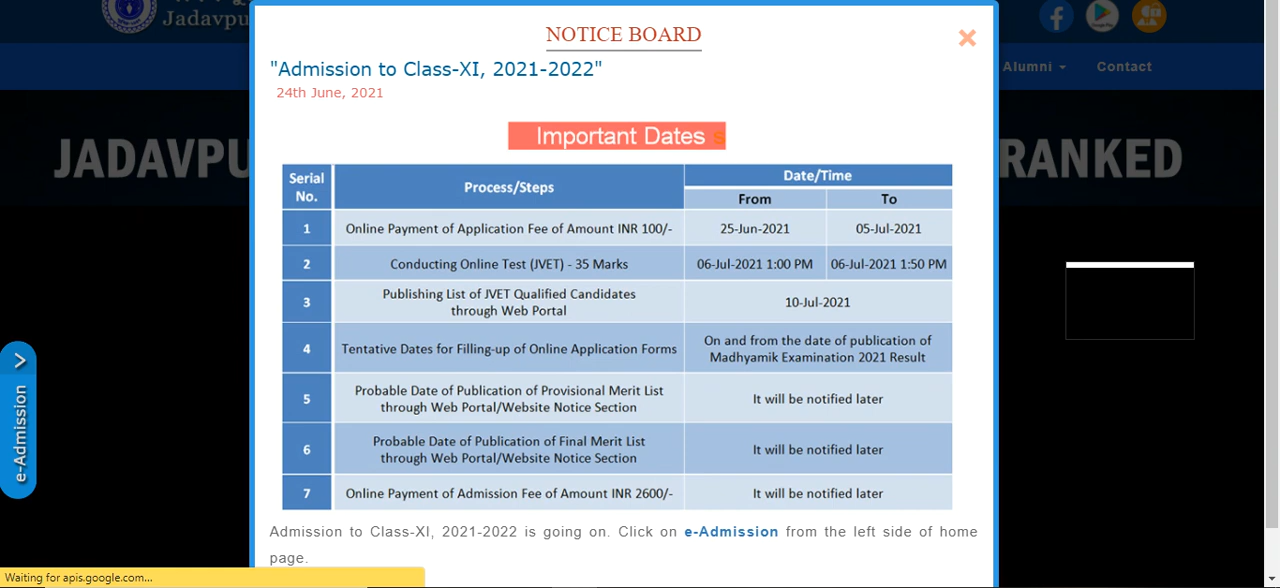 Jadavpu
Alumni
Contact
JADAVPU
RANKED
NOTICE BOARD
"Admission to Class-XI, 2021-2022"
24th June, 2021
Important Dates s
Serial No.
Process/Steps
Date/Time
From
To
1
Online Payment of Application Fee of Amount INR 100/-
25-Jun-2021
05-Jul-2021
2
Conducting Online Test (JVET) - 35 Marks
06-Jul-2021 1:00 PM
06-Jul-2021 1:50 PM
3
Publishing List of JVET Qualified Candidates
through Web Portal
10-Jul-2021
4
Tentative Dates for Filling-up of Online Application Forms
On and from the date of publication of
Madhyamik Examination 2021 Result
5
Probable Date of Publication of Provisional Merit List
through Web Portal/Website Notice Section
It will be notified later
6
Probable Date of Publication of Final Merit List
through Web Portal/Website Notice Section
It will be notified later
7
Online Payment of Admission Fee of Amount INR 2600/-
It will be notified later
Admission to Class-XI, 2021-2022 is going on. Click on e-Admission from the left side of home
page.
e-Admission
Waiting for apis.google.com...